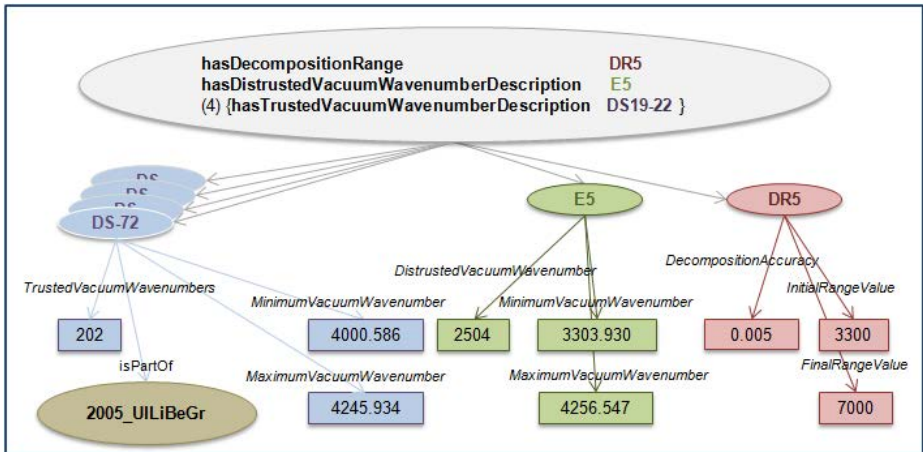 hasDecompositionRange DR5
hasDistrustedVacuumWavenumberDescription E5
(4) {hasTrustedVacuumWavenumberDescription DS19-22 }
DS-72
E5
DR5
DistrustedVacuumWavenumber
DecompositionAccuracy
TrustedVacuumWavenumbers
MinimumVacuumWavenumber
MinimumVacuumWavenumber
InitialRangeValue
202
4000.586
2504
3303.930
0.005
3300
isPartOf
MaximumVacuumWavenumber
MaximumVacuumWavenumber
FinalRangeValue
2005_UlLiBeGr
4245.934
4256.547
7000